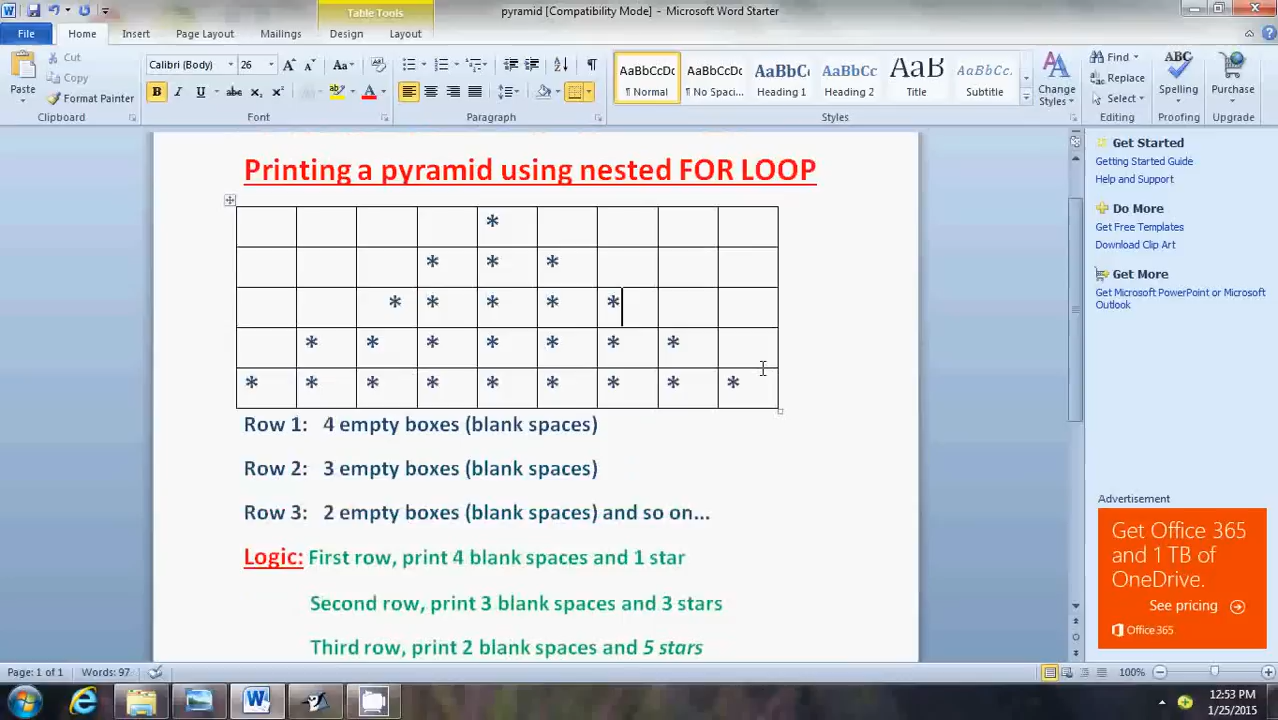 pyramid [Compatibility Mode] - Microsoft Word Starter
Table Tools
File Home Insert Page Layout Mailings Design Layout
Cut
Copy
Format Painter
Paste
Clipboard
Calibri (Body) 26
Font
Paragraph
AaBbCcDc AaBbCcDc AaBbC AaBbCc AaB AaBbCcDc
¶ Normal ¶ No Spaci... Heading 1 Heading 2 Title Subtitle
Styles
Change Styles
Find
Replace
Select
Editing
Spelling
Proofing
Purchase
Upgrade
Printing a pyramid using nested FOR LOOP
*
* * *
* * * * *
* * * * * * *
* * * * * * * * *
Row 1: 4 empty boxes (blank spaces)
Row 2: 3 empty boxes (blank spaces)
Row 3: 2 empty boxes (blank spaces) and so on...
Logic: First row, print 4 blank spaces and 1 star
Second row, print 3 blank spaces and 3 stars
Third row, print 2 blank spaces and 5 stars
Get Started
Getting Started Guide
Help and Support
Do More
Get Free Templates
Download Clip Art
Get More
Get Microsoft PowerPoint or Microsoft
Outlook
Advertisement
Get Office 365
and 1 TB of
OneDrive.
See pricing
Office 365
Page: 1 of 1 Words: 97
100%
12:53 PM
1/25/2015